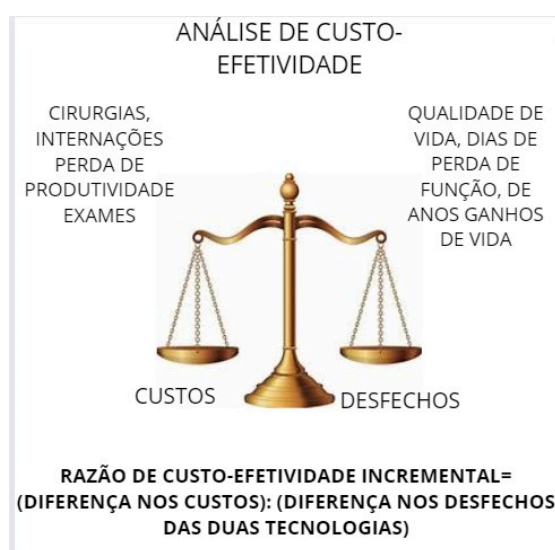 ANÁLISE DE CUSTO-
EFETIVIDADE
CIRURGIAS,
INTERNAÇÕES
PERDA DE
PRODUTIVIDADE
EXAMES
QUALIDADE DE
VIDA, DIAS DE
PERDA DE
FUNÇÃO, DE
ANOS GANHOS
DE VIDA
CUSTOS
DESFECHOS
RAZÃO DE CUSTO-EFETIVIDADE INCREMENTAL=
(DIFERENÇA NOS CUSTOS): (DIFERENÇA NOS DESFECHOS
DAS DUAS TECNOLOGIAS)